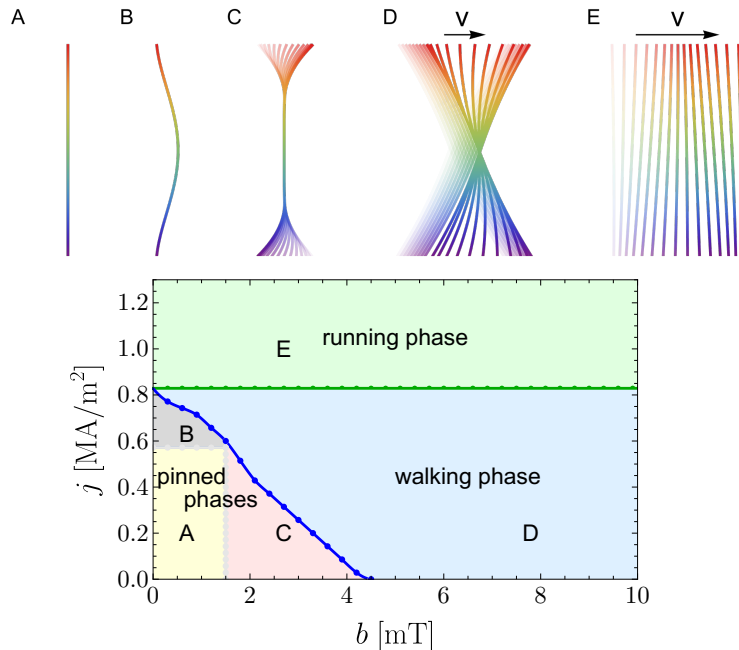 A B C D E
v v
1.2
1.0
0.8
0.6
0.4
0.2
0.0
j [MA/m²]
running phase
E
B
pinned phases
walking phase
A C D
0 2 4 6 8 10
b [mT]